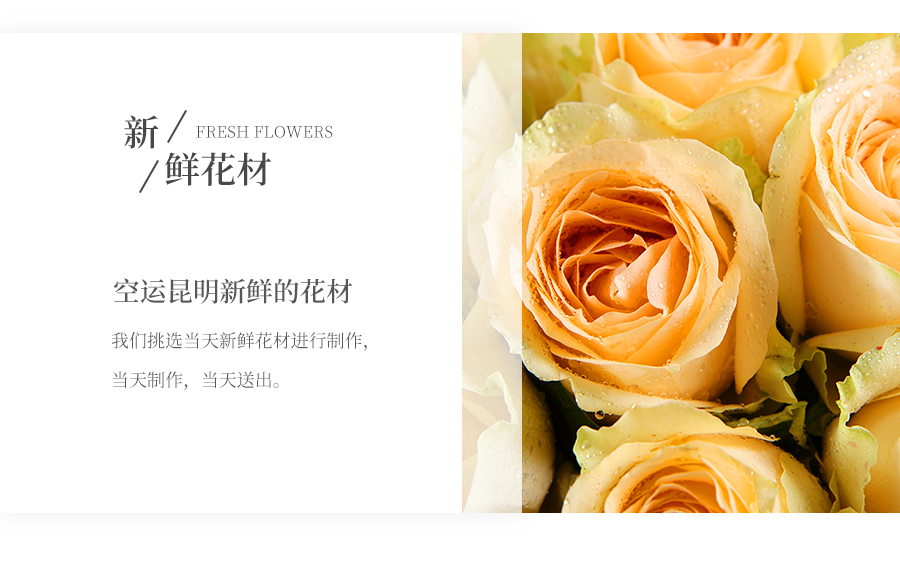 新
FRESH FLOWERS
鲜花材
空运昆明新鲜的花材
我们挑选当天新鲜花材进行制作，
当天制作，当天送出。